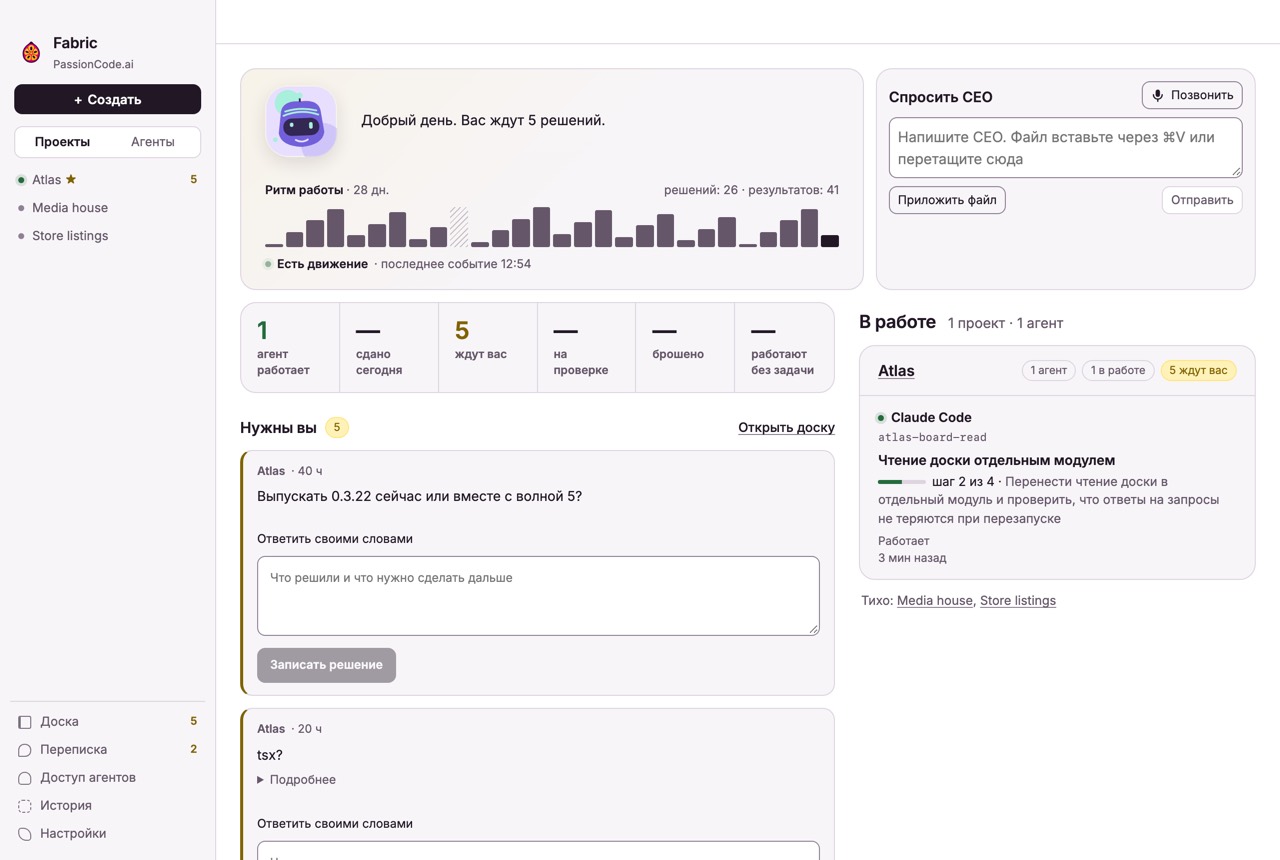 Fabric
PassionCode.ai
+ Создать
Проекты
Агенты
Atlas ★ 5
Media house
Store listings
Доска 5
Переписка 2
Доступ агентов
История
Настройки
Добрый день. Вас ждут 5 решений.
Ритм работы · 28 дн.
решений: 26 · результатов: 41
Есть движение · последнее событие 12:54
Спросить CEO
Позвонить
Напишите CEO. Файл вставьте через ⌘V или
перетащите сюда
Приложить файл
Отправить
1
агент
работает
—
сдано
сегодня
5
ждут вас
—
на
проверке
—
брошено
—
работают
без задачи
Нужны вы 5
Открыть доску
Atlas · 40 ч
Выпускать 0.3.22 сейчас или вместе с волной 5?
Ответить своими словами
Что решили и что нужно сделать дальше
Записать решение
Atlas · 20 ч
tsx?
Подробнее
Ответить своими словами
В работе 1 проект · 1 агент
Atlas
1 агент
1 в работе
5 ждут вас
Claude Code
atlas-board-read
Чтение доски отдельным модулем
шаг 2 из 4 · Перенести чтение доски в
отдельный модуль и проверить, что ответы на запросы
не теряются при перезапуске
Работает
3 мин назад
Тихо: Media house, Store listings